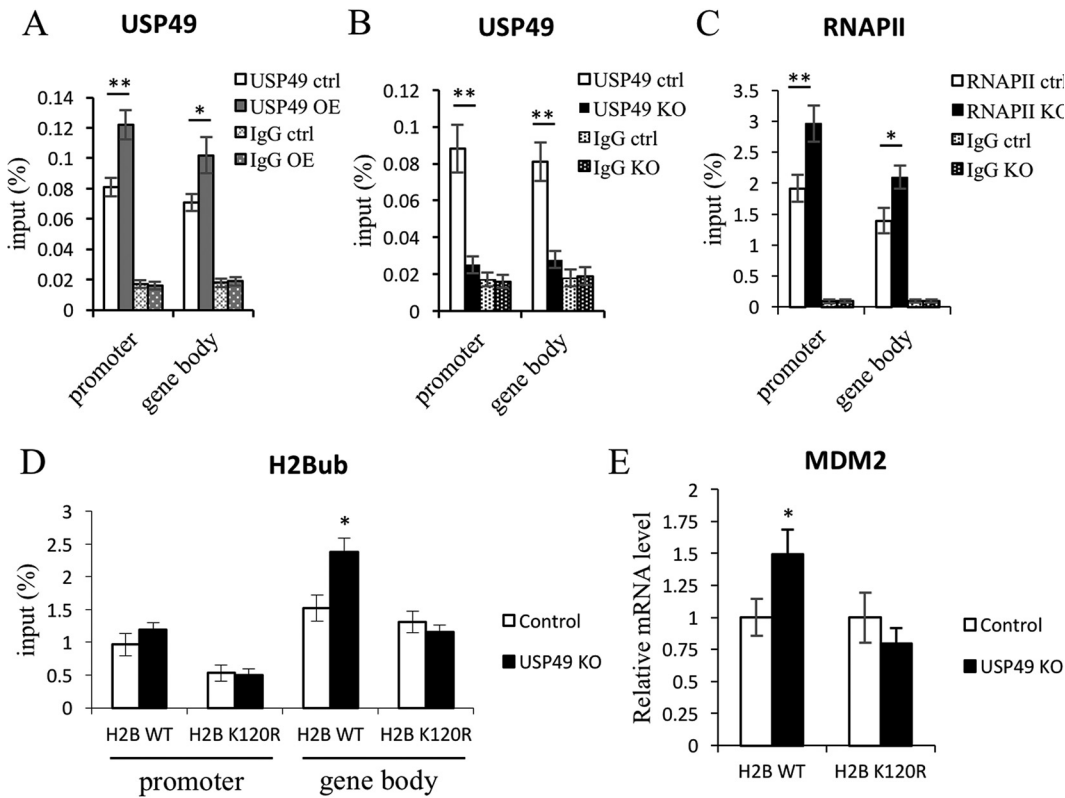 A
USP49
**
*
USP49 ctrl
USP49 OE
IgG ctrl
IgG OE
input (%)
0.14
0.12
0.1
0.08
0.06
0.04
0.02
0
promoter
gene body
B
USP49
**
**
USP49 ctrl
USP49 KO
IgG ctrl
IgG KO
input (%)
0.12
0.1
0.08
0.06
0.04
0.02
0
promoter
gene body
C
RNAPII
**
*
RNAPII ctrl
RNAPII KO
IgG ctrl
IgG KO
input (%)
3.5
3
2.5
2
1.5
1
0.5
0
promoter
gene body
D
H2Bub
*
input (%)
3
2.5
2
1.5
1
0.5
0
Control
USP49 KO
H2B WT
H2B K120R
H2B WT
H2B K120R
promoter
gene body
E
MDM2
*
Relative mRNA level
2
1.75
1.5
1.25
1
0.75
0.5
0.25
0
Control
USP49 KO
H2B WT
H2B K120R